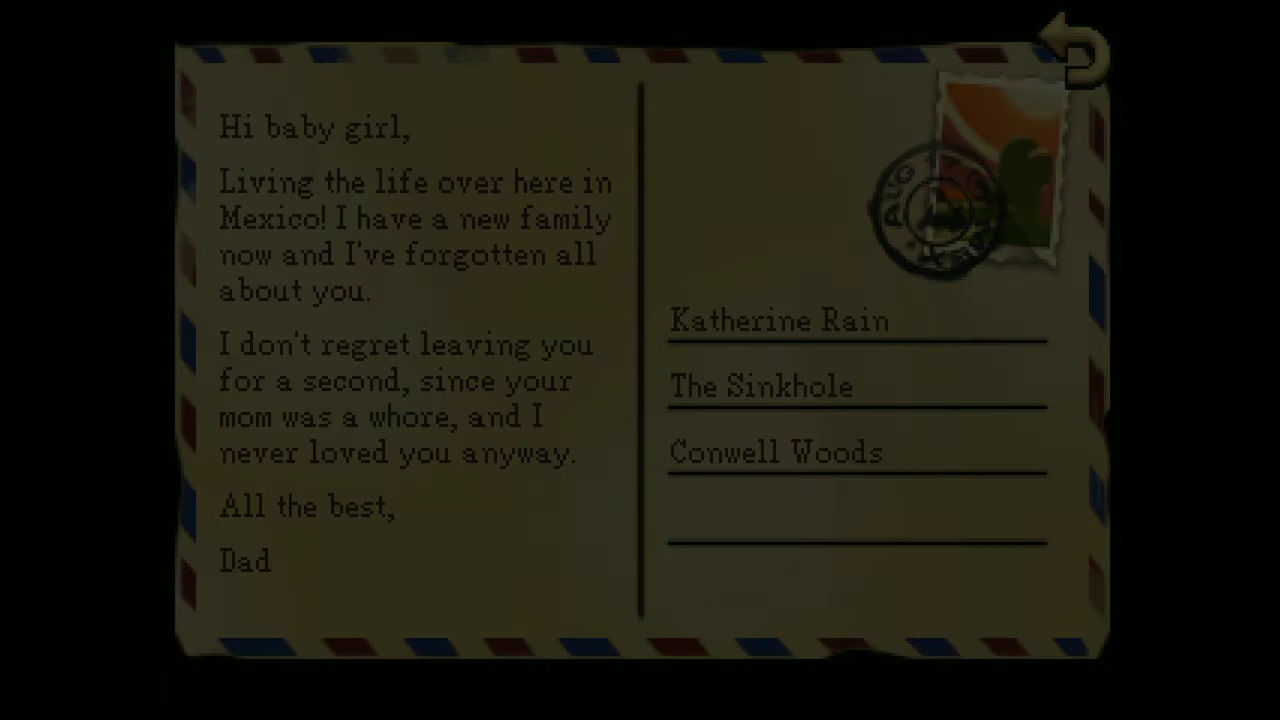 Hi baby girl,
Living the life over here in
Mexico! I have a new family
now and I've forgotten all
about you.
I don't regret leaving you
for a second, since your
mom was a whore, and I
never loved you anyway.
All the best,
Dad
AUG
Katherine Rain
The Sinkhole
Conwell Woods